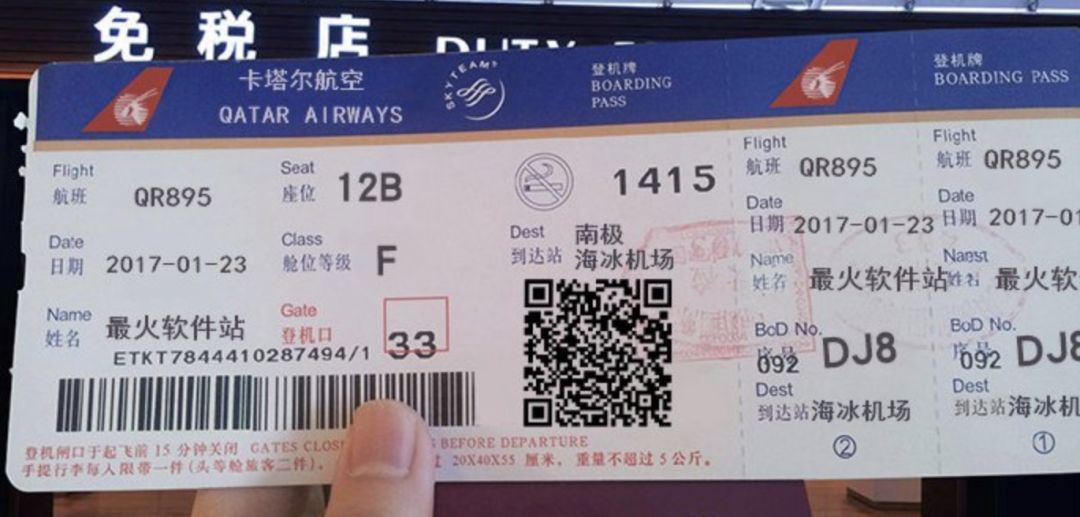 免税店
卡塔尔航空
QATAR AIRWAYS
SKYTEAM
登机牌
BOARDING
PASS
登机牌
BOARDING PASS
Flight
航班 QR895
Seat
座位 12B
1415
Date
日期 2017-01-23
Class
舱位等级 F
Dest
到达站 南极
海冰机场
Name
姓名 最火软件站
Gate
登机口 33
ETKT7844410287494/1
登机闸口于起飞前15分钟关闭 GATES BEFORE DEPARTURE
手提行李每人限带一件(头等舱旅客二件), 20X40X55 厘米, 重量不超过5公斤。
Flight
航班 QR895
Date
日期 2017-01-23
Name
姓名 最火软件站
BoD No.
序号 092 DJ8
Dest
到达站海冰机场
②
Flight
航班 QR895
Date
日期 2017-01
姓名 最火软
BoD No.
序号 092 DJ8
Dest
到达站海冰机
①